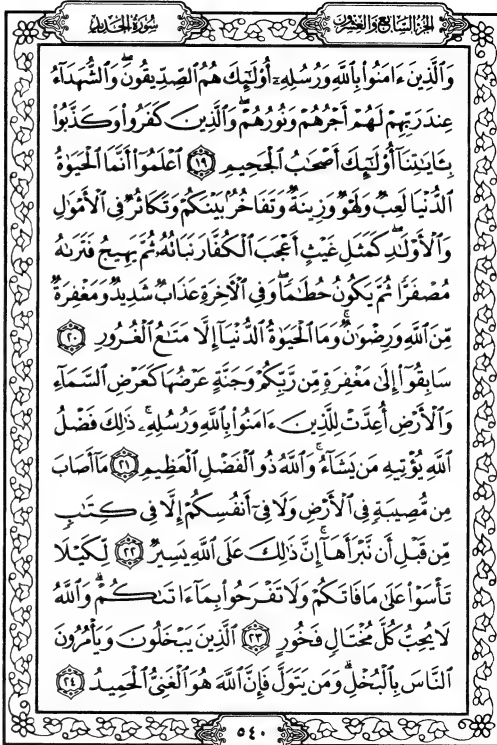 الجزء السابع والعشرون
سورة الحديد
وَالَّذِينَ ءَامَنُوا۟ بِاللَّهِ وَرُسُلِهِۦٓ أُو۟لَٰٓئِكَ هُمُ الصِّدِّيقُونَ ۖ وَالشُّهَدَآءُ
عِندَ رَبِّهِمْ لَهُمْ أَجْرُهُمْ وَنُورُهُمْ ۖ وَالَّذِينَ كَفَرُوا۟ وَكَذَّبُوا۟
بِـَٔايَٰتِنَآ أُو۟لَٰٓئِكَ أَصْحَٰبُ الْجَحِيمِ ١٩ اعْلَمُوٓا۟ أَنَّمَا الْحَيَوٰةُ
الدُّنْيَا لَعِبٌ وَلَهْوٌ وَزِينَةٌ وَتَفَاخُرٌۢ بَيْنَكُمْ وَتَكَاثُرٌ فِى الْأَمْوَٰلِ
وَالْأَوْلَٰدِ ۖ كَمَثَلِ غَيْثٍ أَعْجَبَ الْكُفَّارَ نَبَاتُهُۥ ثُمَّ يَهِيجُ فَتَرَىٰهُ
مُصْفَرًّا ثُمَّ يَكُونُ حُطَٰمًا ۖ وَفِى الْءَاخِرَةِ عَذَابٌ شَدِيدٌ وَمَغْفِرَةٌ
مِّنَ اللَّهِ وَرِضْوَٰنٌ ۚ وَمَا الْحَيَوٰةُ الدُّنْيَآ إِلَّا مَتَٰعُ الْغُرُورِ ٢٠
سَابِقُوٓا۟ إِلَىٰ مَغْفِرَةٍ مِّن رَّبِّكُمْ وَجَنَّةٍ عَرْضُهَا كَعَرْضِ السَّمَآءِ
وَالْأَرْضِ أُعِدَّتْ لِلَّذِينَ ءَامَنُوا۟ بِاللَّهِ وَرُسُلِهِۦ ۚ ذَٰلِكَ فَضْلُ
اللَّهِ يُؤْتِيهِ مَن يَشَآءُ ۚ وَاللَّهُ ذُو الْفَضْلِ الْعَظِيمِ ٢١ مَآ أَصَابَ
مِن مُّصِيبَةٍ فِى الْأَرْضِ وَلَا فِىٓ أَنفُسِكُمْ إِلَّا فِى كِتَٰبٍ
مِّن قَبْلِ أَن نَّبْرَأَهَآ ۚ إِنَّ ذَٰلِكَ عَلَى اللَّهِ يَسِيرٌ ٢٢ لِّكَيْلَا
تَأْسَوْا۟ عَلَىٰ مَا فَاتَكُمْ وَلَا تَفْرَحُوا۟ بِمَآ ءَاتَىٰكُمْ ۗ وَاللَّهُ
لَا يُحِبُّ كُلَّ مُخْتَالٍ فَخُورٍ ٢٣ الَّذِينَ يَبْخَلُونَ وَيَأْمُرُونَ
النَّاسَ بِالْبُخْلِ ۗ وَمَن يَتَوَلَّ فَإِنَّ اللَّهَ هُوَ الْغَنِىُّ الْحَمِيدُ ٢٤
٥٤٠